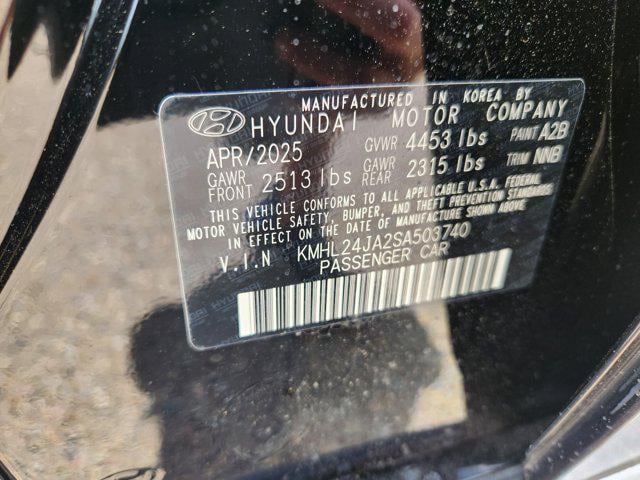 MANUFACTURED IN KOREA BY
HYUNDAI MOTOR COMPANY
APR/2025 GVWR 4453 lbs PAINT A2B
GAWR FRONT 2513 lbs GAWR REAR 2315 lbs TRIM NNB
THIS VEHICLE CONFORMS TO ALL APPLICABLE U.S.A. FEDERAL
MOTOR VEHICLE SAFETY, BUMPER, AND THEFT PREVENTION STANDARDS
IN EFFECT ON THE DATE OF MANUFACTURE SHOWN ABOVE.
V.I.N KMHL24JA2SA503740
PASSENGER CAR